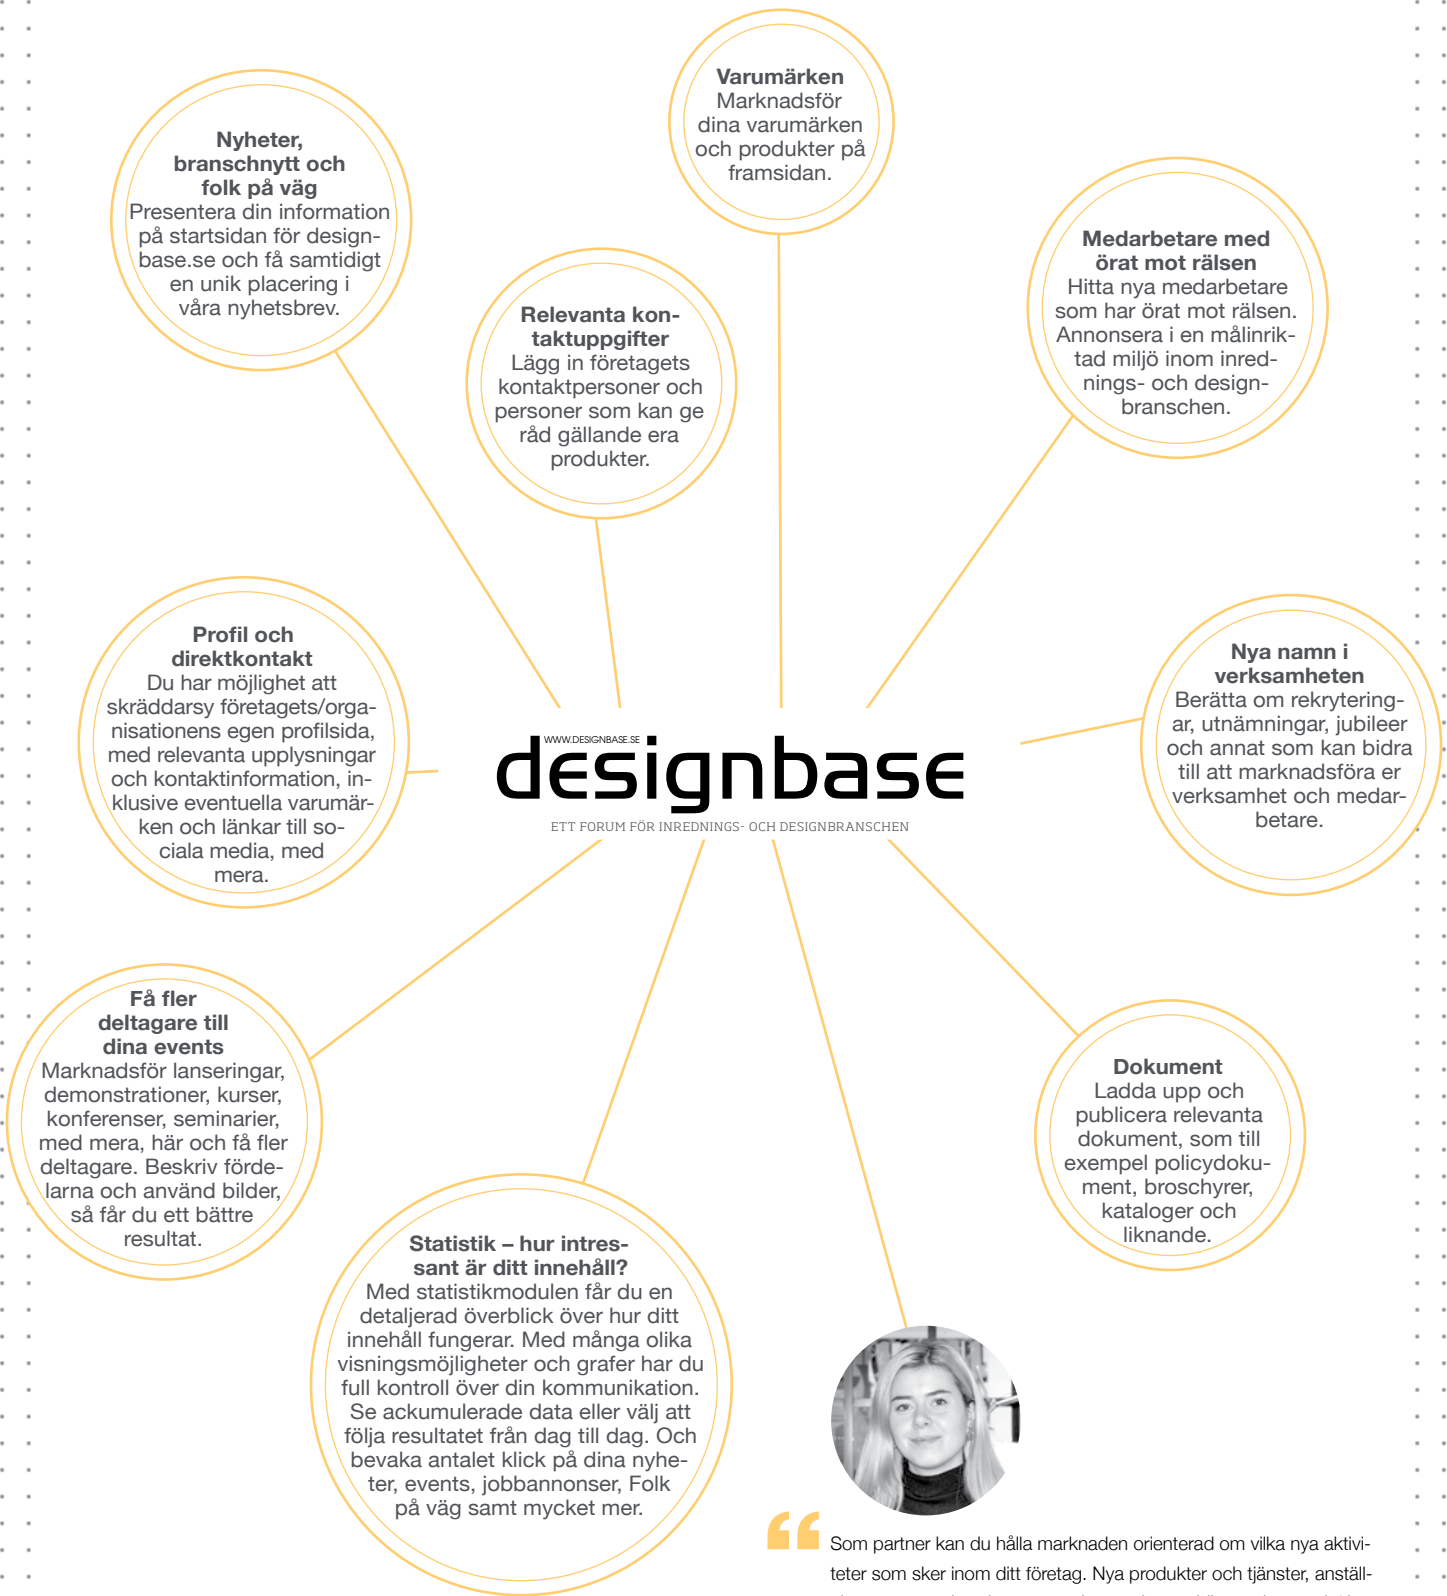 Varumärken
Marknadsför
dina varumärken
och produkter på
framsidan.
Nyheter,
branschnytt och
folk på väg
Presentera din information
på startsidan för design-
base.se och få samtidigt
en unik placering i
våra nyhetsbrev.
Medarbetare med
örat mot rälsen
Hitta nya medarbetare
som har örat mot rälsen.
Annonsera i en målinrik-
tad miljö inom inred-
nings- och design-
branschen.
Relevanta kon-
taktuppgifter
Lägg in företagets
kontaktpersoner och
personer som kan ge
råd gällande era
produkter.
Profil och
direktkontakt
Du har möjlighet att
skräddarsy företagets/orga-
nisationens egen profilsida,
med relevanta upplysningar
och kontaktinformation, in-
klusive eventuella varumär-
ken och länkar till so-
ciala media, med
mera.
Nya namn i
verksamheten
Berätta om rekrytering-
ar, utnämningar, jubileer
och annat som kan bidra
till att marknadsföra er
verksamhet och medar-
betare.
WWW.DESIGNBASE.SE
designbase
ETT FORUM FÖR INREDNINGS- OCH DESIGNBRANSCHEN
Få fler
deltagare till
dina events
Marknadsför lanseringar,
demonstrationer, kurser,
konferenser, seminarier,
med mera, här och få fler
deltagare. Beskriv förde-
larna och använd bilder,
så får du ett bättre
resultat.
Dokument
Ladda upp och
publicera relevanta
dokument, som till
exempel policydoku-
ment, broschyrer,
kataloger och
liknande.
Statistik – hur intres-
sant är ditt innehåll?
Med statistikmodulen får du en
detaljerad överblick över hur ditt
innehåll fungerar. Med många olika
visningsmöjligheter och grafer har du
full kontroll över din kommunikation.
Se ackumulerade data eller välj att
följa resultatet från dag till dag. Och
bevaka antalet klick på dina nyhe-
ter, events, jobbannonser, Folk
på väg samt mycket mer.
“
Som partner kan du hålla marknaden orienterad om vilka nya aktivi-
teter som sker inom ditt företag. Nya produkter och tjänster, anställ-